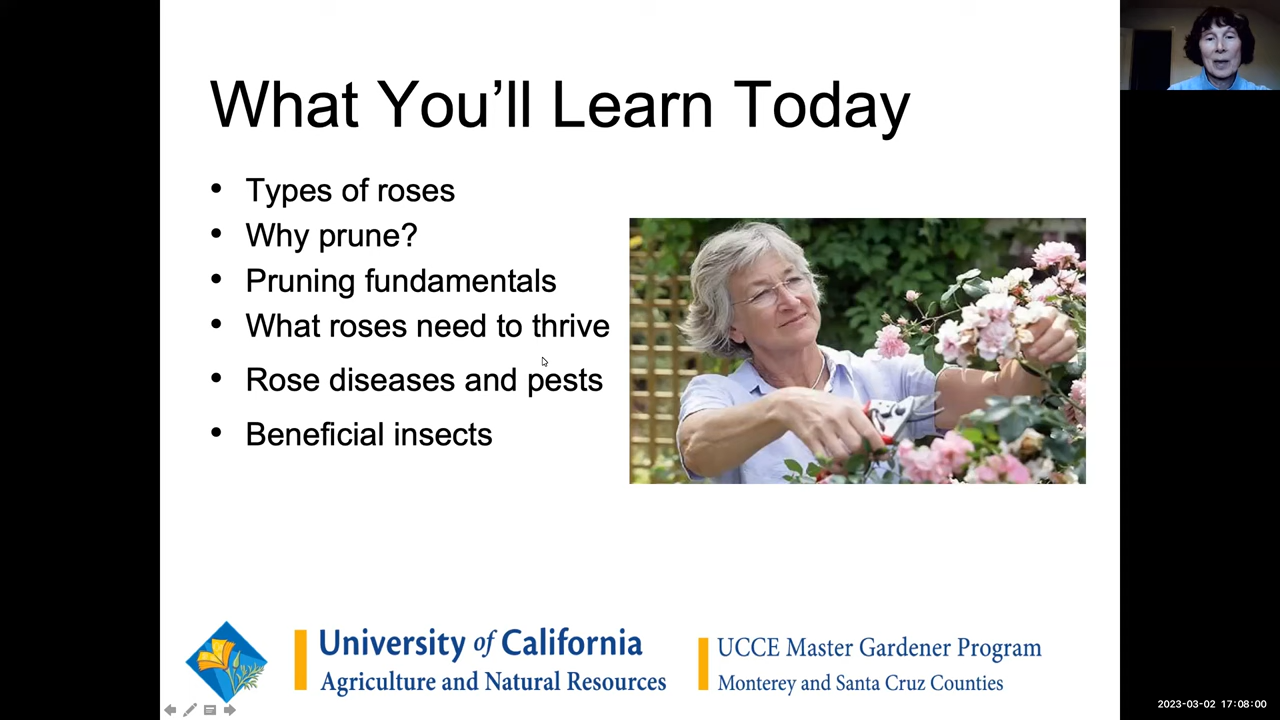 What You’ll Learn Today
• Types of roses
• Why prune?
• Pruning fundamentals
• What roses need to thrive
• Rose diseases and pests
• Beneficial insects
University of California
Agriculture and Natural Resources
UCCE Master Gardener Program
Monterey and Santa Cruz Counties
2023-03-02 17:08:00